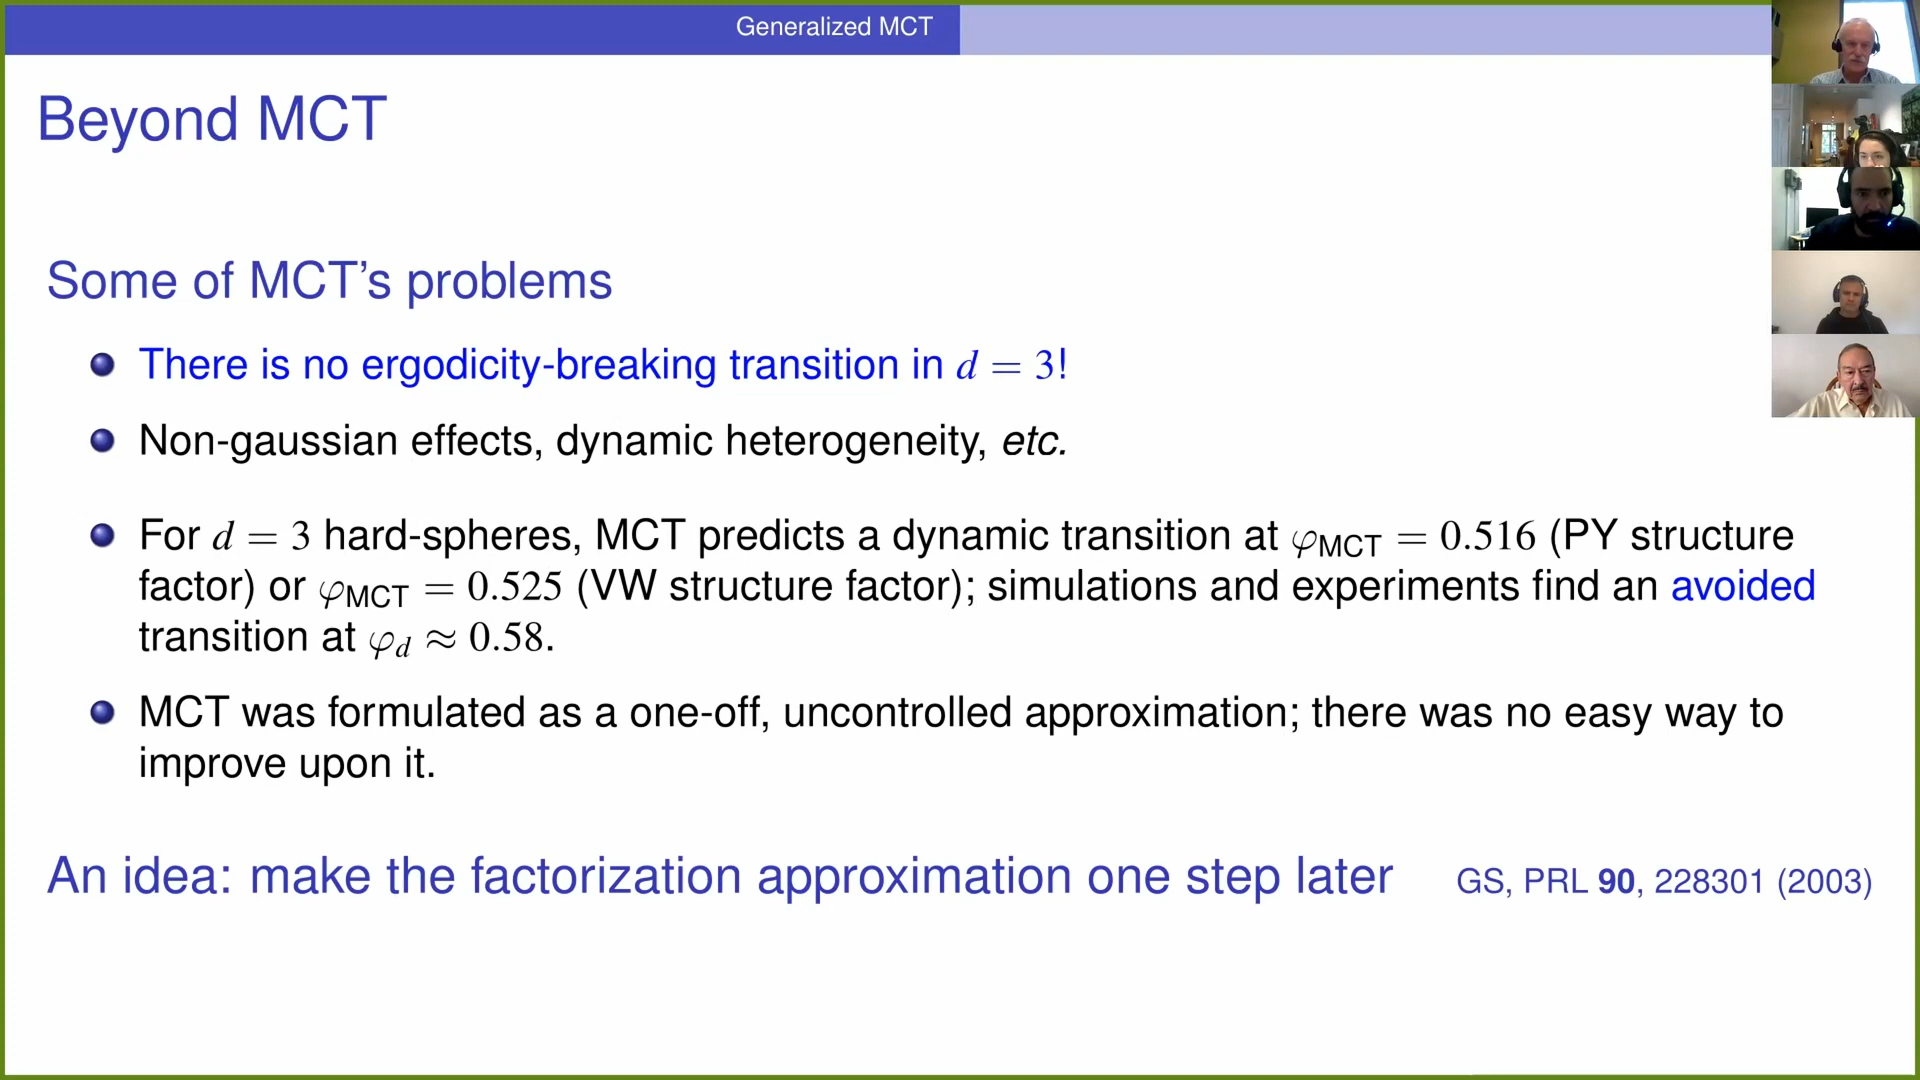 Generalized MCT
Beyond MCT
Some of MCT's problems
There is no ergodicity-breaking transition in d = 3!
Non-gaussian effects, dynamic heterogeneity, etc.
For d = 3 hard-spheres, MCT predicts a dynamic transition at φMCT = 0.516 (PY structure
factor) or φMCT = 0.525 (VW structure factor); simulations and experiments find an avoided
transition at φd ≈ 0.58.
MCT was formulated as a one-off, uncontrolled approximation; there was no easy way to
improve upon it.
An idea: make the factorization approximation one step later GS, PRL 90, 228301 (2003)